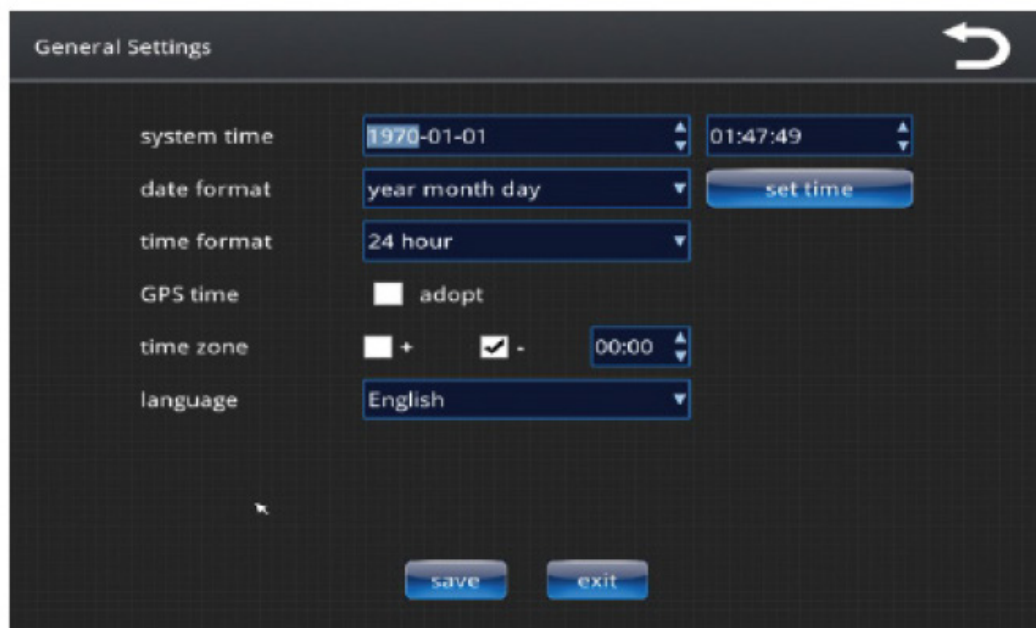 General Settings
system time 1970-01-01 01:47:49
date format year month day set time
time format 24 hour
GPS time adopt
time zone + - 00:00
language English
save exit